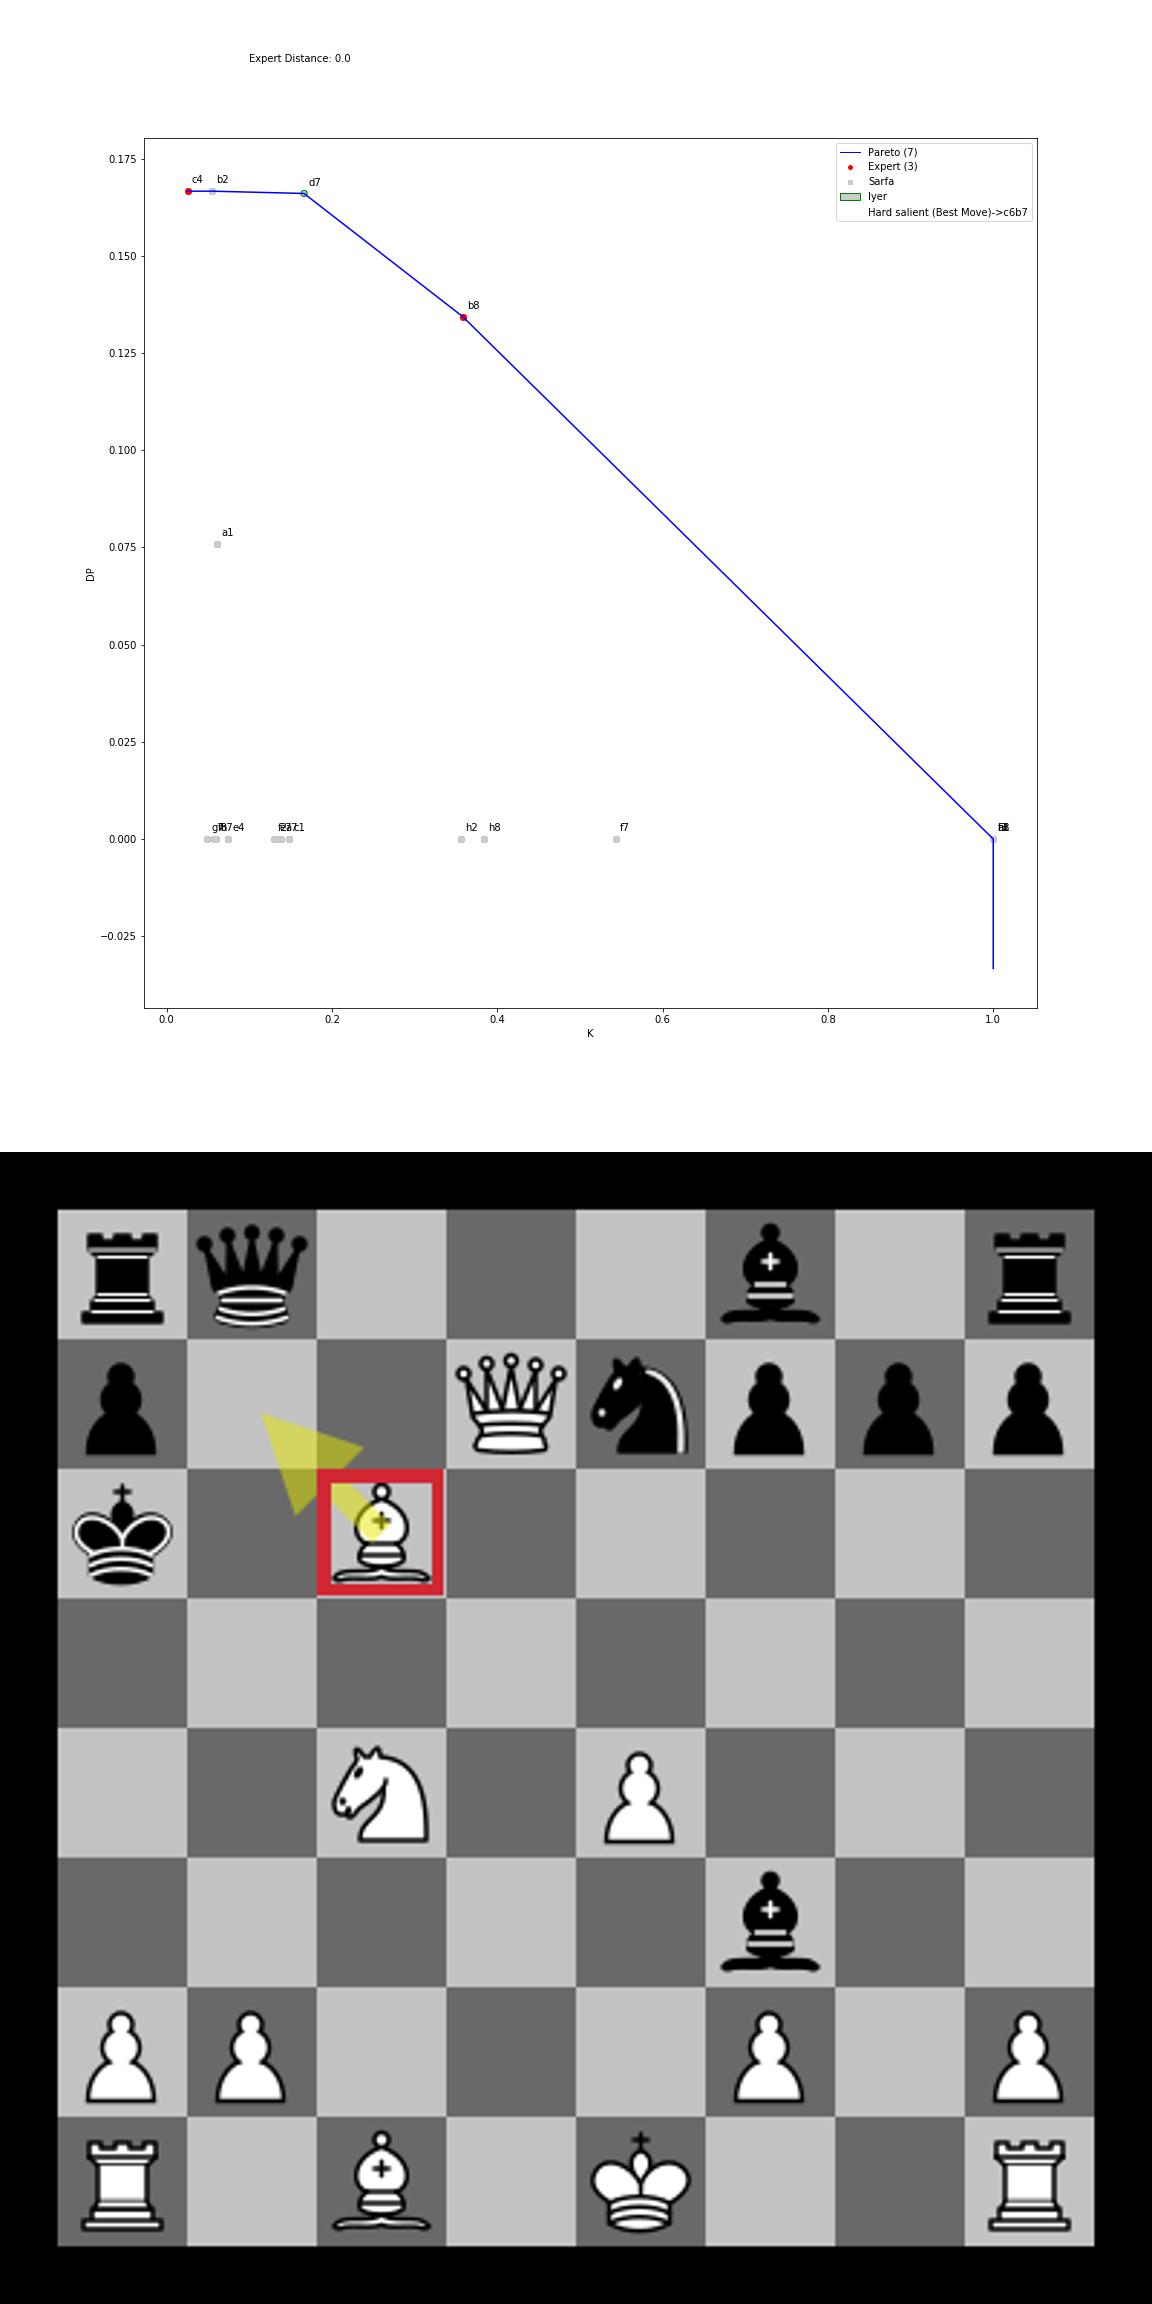 Expert Distance: 0.0
Pareto (7)
Expert (3)
Sarfa
Iyer
Hard salient (Best Move)->c6b7
0.175
0.150
0.125
0.100
0.075
0.050
0.025
0.000
−0.025
DP
c4 b2 d7
b8
a1
e4 h2 h8 f7
0.0 0.2 0.4 0.6 0.8 1.0
K